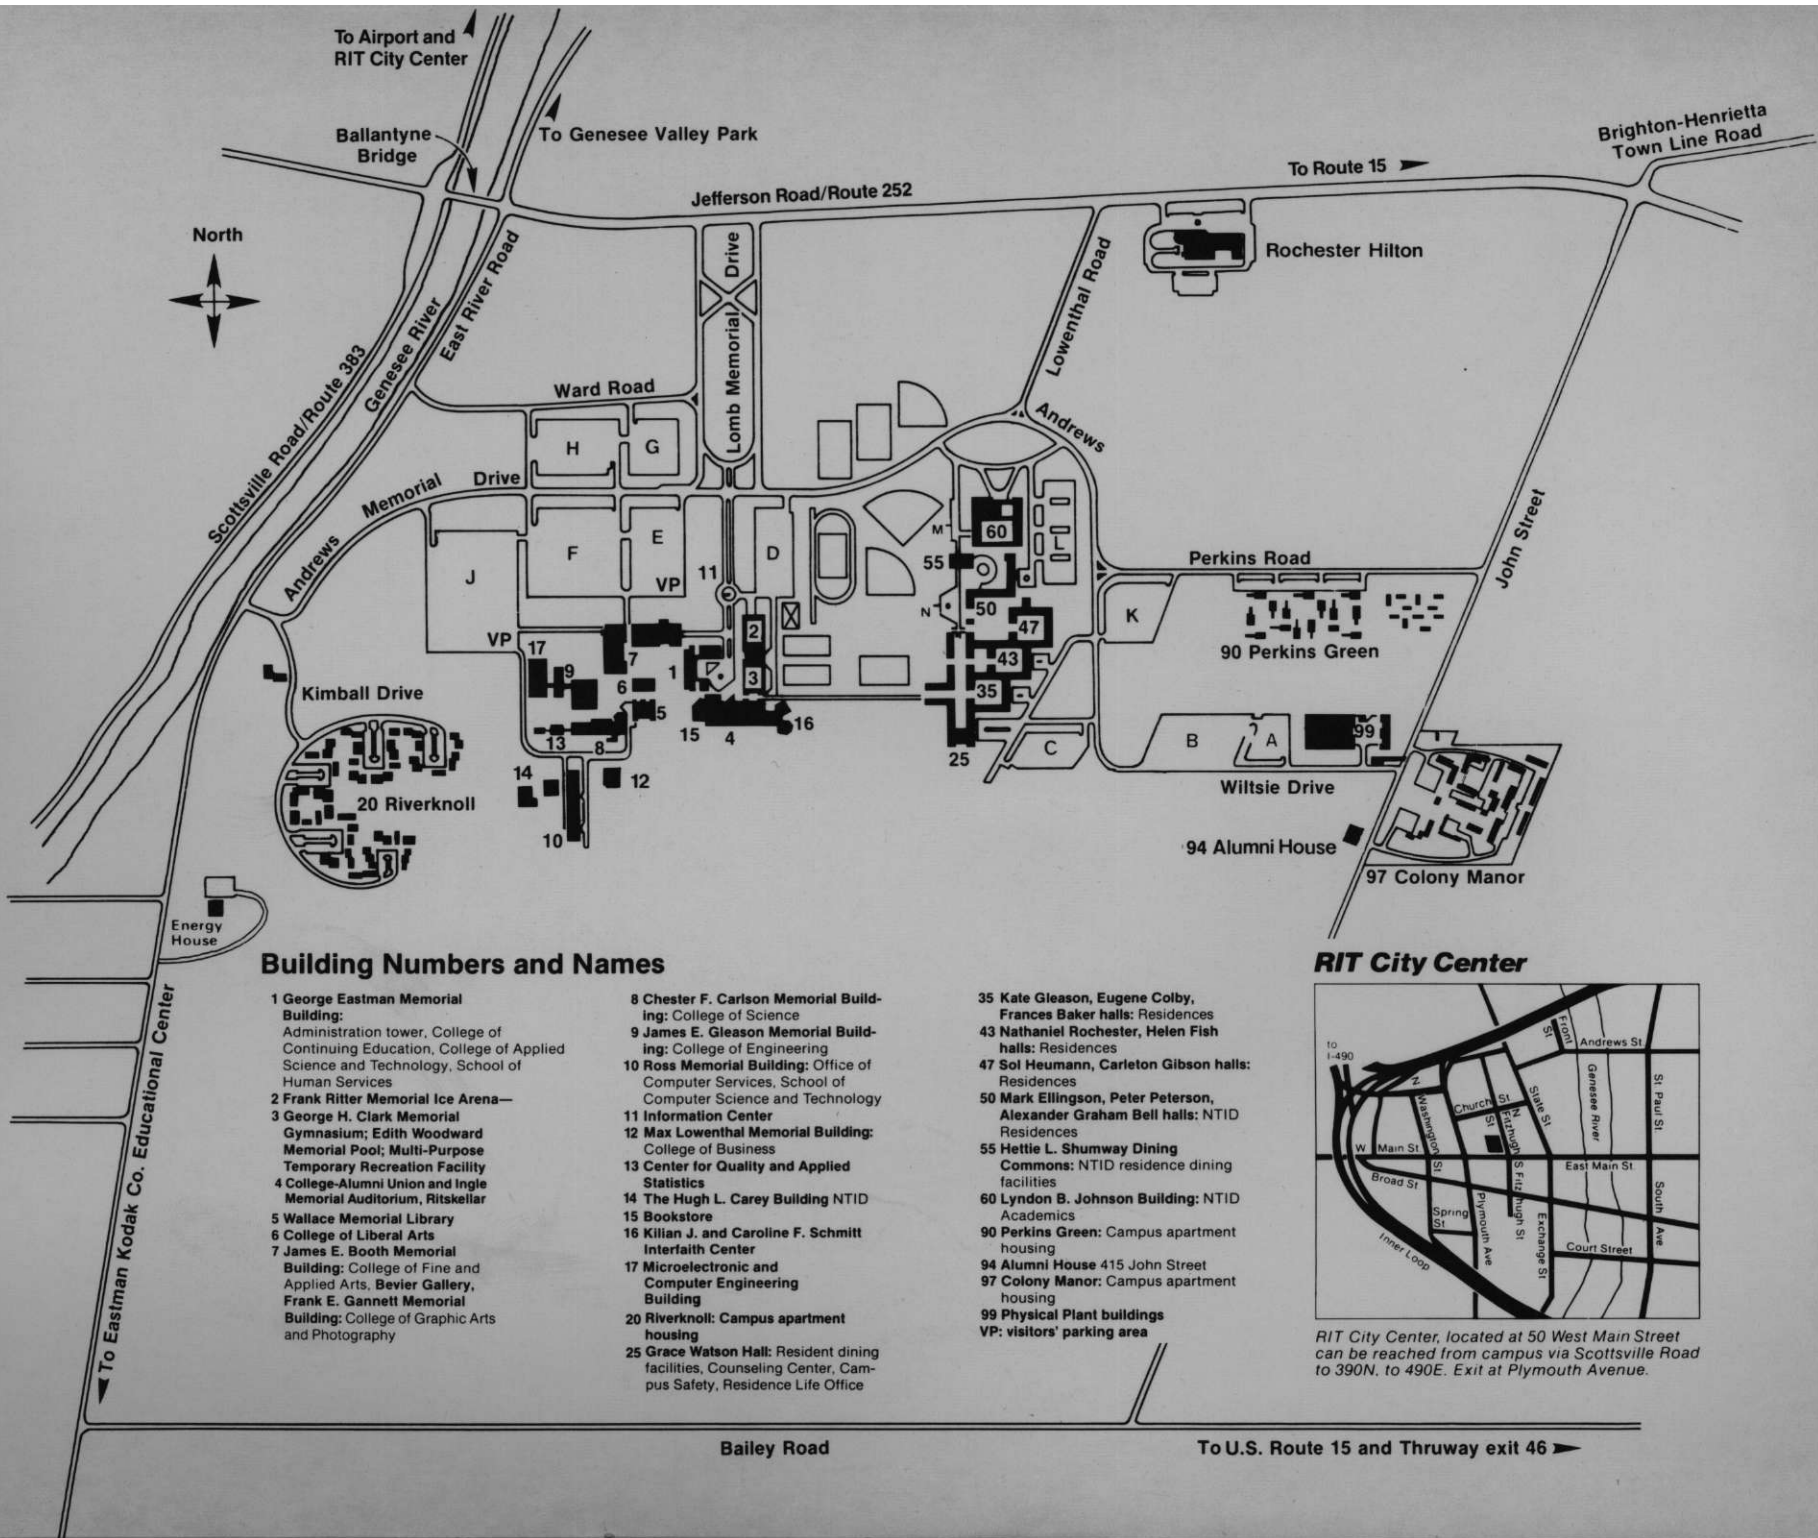 To Airport and
RIT City Center
Ballantyne
Bridge
To Genesee Valley Park
Brighton-Henrietta
Town Line Road
To Route 15
Jefferson Road/Route 252
North
Rochester Hilton
Scottsville Road/Route 383
Genesee River
East River Road
Ward Road
Lomb Memorial Drive
Lowenthal Road
Andrews
John Street
H
G
Andrews Memorial Drive
J
F
E
VP
D
11
M
60
55
L
50
N
47
43
35
25
Perkins Road
K
90 Perkins Green
VP
17
9
7
6
5
1
2
3
15
4
16
13
8
14
12
10
C
B
A
99
Wiltsie Drive
94 Alumni House
97 Colony Manor
Kimball Drive
20 Riverknoll
Energy
House
To Eastman Kodak Co. Educational Center
Building Numbers and Names
1 George Eastman Memorial
Building:
Administration tower, College of
Continuing Education, College of Applied
Science and Technology, School of
Human Services
2 Frank Ritter Memorial Ice Arena—
3 George H. Clark Memorial
Gymnasium; Edith Woodward
Memorial Pool; Multi-Purpose
Temporary Recreation Facility
4 College-Alumni Union and Ingle
Memorial Auditorium, Ritskellar
5 Wallace Memorial Library
6 College of Liberal Arts
7 James E. Booth Memorial
Building: College of Fine and
Applied Arts, Bevier Gallery,
Frank E. Gannett Memorial
Building: College of Graphic Arts
and Photography
8 Chester F. Carlson Memorial Build-
ing: College of Science
9 James E. Gleason Memorial Build-
ing: College of Engineering
10 Ross Memorial Building: Office of
Computer Services, School of
Computer Science and Technology
11 Information Center
12 Max Lowenthal Memorial Building:
College of Business
13 Center for Quality and Applied
Statistics
14 The Hugh L. Carey Building NTID
15 Bookstore
16 Kilian J. and Caroline F. Schmitt
Interfaith Center
17 Microelectronic and
Computer Engineering
Building
20 Riverknoll: Campus apartment
housing
25 Grace Watson Hall: Resident dining
facilities, Counseling Center, Cam-
pus Safety, Residence Life Office
35 Kate Gleason, Eugene Colby,
Frances Baker halls: Residences
43 Nathaniel Rochester, Helen Fish
halls: Residences
47 Sol Heumann, Carleton Gibson halls:
Residences
50 Mark Ellingson, Peter Peterson,
Alexander Graham Bell halls: NTID
Residences
55 Hettie L. Shumway Dining
Commons: NTID residence dining
facilities
60 Lyndon B. Johnson Building: NTID
Academics
90 Perkins Green: Campus apartment
housing
94 Alumni House 415 John Street
97 Colony Manor: Campus apartment
housing
99 Physical Plant buildings
VP: visitors' parking area
RIT City Center
to
I-490
Front St
Andrews St
Genesee River
St Paul St
N Washington St
Church St
N Fitzhugh St
State St
W Main St
East Main St
Broad St
Spring
St
Plymouth Ave
S Fitzhugh St
Exchange St
South Ave
Court Street
Inner Loop
RIT City Center, located at 50 West Main Street
can be reached from campus via Scottsville Road
to 390N, to 490E. Exit at Plymouth Avenue.
Bailey Road
To U.S. Route 15 and Thruway exit 46